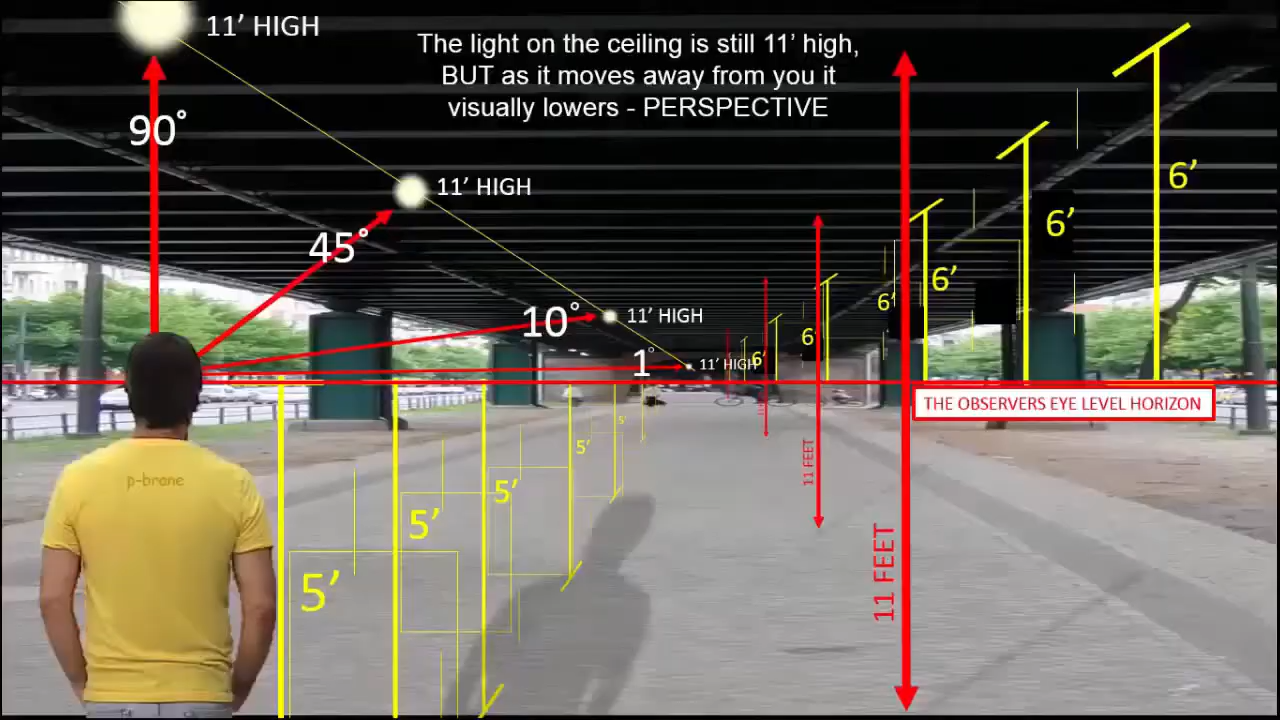 11’ HIGH
The light on the ceiling is still 11’ high,
BUT as it moves away from you it
visually lowers - PERSPECTIVE
90°
11’ HIGH
45°
6’
6’
6’
6’
6’
6’
10°
11’ HIGH
1°
11’ HIGH
THE OBSERVERS EYE LEVEL HORIZON
5’
5’
5’
5’
5’
p-brane
11 FEET
11 FEET